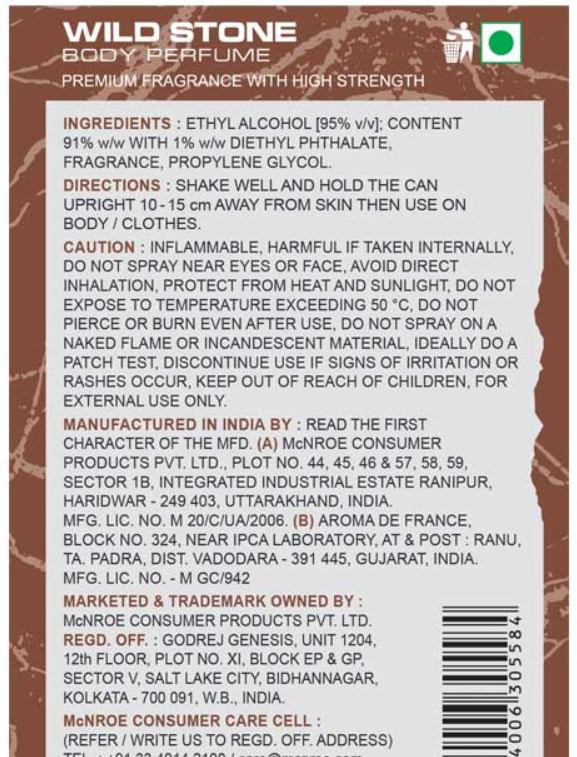 WILD STONE
BODY PERFUME
PREMIUM FRAGRANCE WITH HIGH STRENGTH
INGREDIENTS : ETHYL ALCOHOL [95% v/v]; CONTENT
91% w/w WITH 1% w/w DIETHYL PHTHALATE,
FRAGRANCE, PROPYLENE GLYCOL.
DIRECTIONS : SHAKE WELL AND HOLD THE CAN
UPRIGHT 10 - 15 cm AWAY FROM SKIN THEN USE ON
BODY / CLOTHES.
CAUTION : INFLAMMABLE, HARMFUL IF TAKEN INTERNALLY,
DO NOT SPRAY NEAR EYES OR FACE, AVOID DIRECT
INHALATION, PROTECT FROM HEAT AND SUNLIGHT, DO NOT
EXPOSE TO TEMPERATURE EXCEEDING 50 °C, DO NOT
PIERCE OR BURN EVEN AFTER USE, DO NOT SPRAY ON A
NAKED FLAME OR INCANDESCENT MATERIAL, IDEALLY DO A
PATCH TEST, DISCONTINUE USE IF SIGNS OF IRRITATION OR
RASHES OCCUR, KEEP OUT OF REACH OF CHILDREN, FOR
EXTERNAL USE ONLY.
MANUFACTURED IN INDIA BY : READ THE FIRST
CHARACTER OF THE MFD. (A) McNROE CONSUMER
PRODUCTS PVT. LTD., PLOT NO. 44, 45, 46 & 57, 58, 59,
SECTOR 1B, INTEGRATED INDUSTRIAL ESTATE RANIPUR,
HARIDWAR - 249 403, UTTARAKHAND, INDIA.
MFG. LIC. NO. M 20/C/UA/2006. (B) AROMA DE FRANCE,
BLOCK NO. 324, NEAR IPCA LABORATORY, AT & POST : RANU,
TA. PADRA, DIST. VADODARA - 391 445, GUJARAT, INDIA.
MFG. LIC. NO. - M GC/942
MARKETED & TRADEMARK OWNED BY :
McNROE CONSUMER PRODUCTS PVT. LTD.
REGD. OFF. : GODREJ GENESIS, UNIT 1204,
12th FLOOR, PLOT NO. XI, BLOCK EP & GP,
SECTOR V, SALT LAKE CITY, BIDHANNAGAR,
KOLKATA - 700 091, W.B., INDIA.
McNROE CONSUMER CARE CELL :
(REFER / WRITE US TO REGD. OFF. ADDRESS)
4006305584